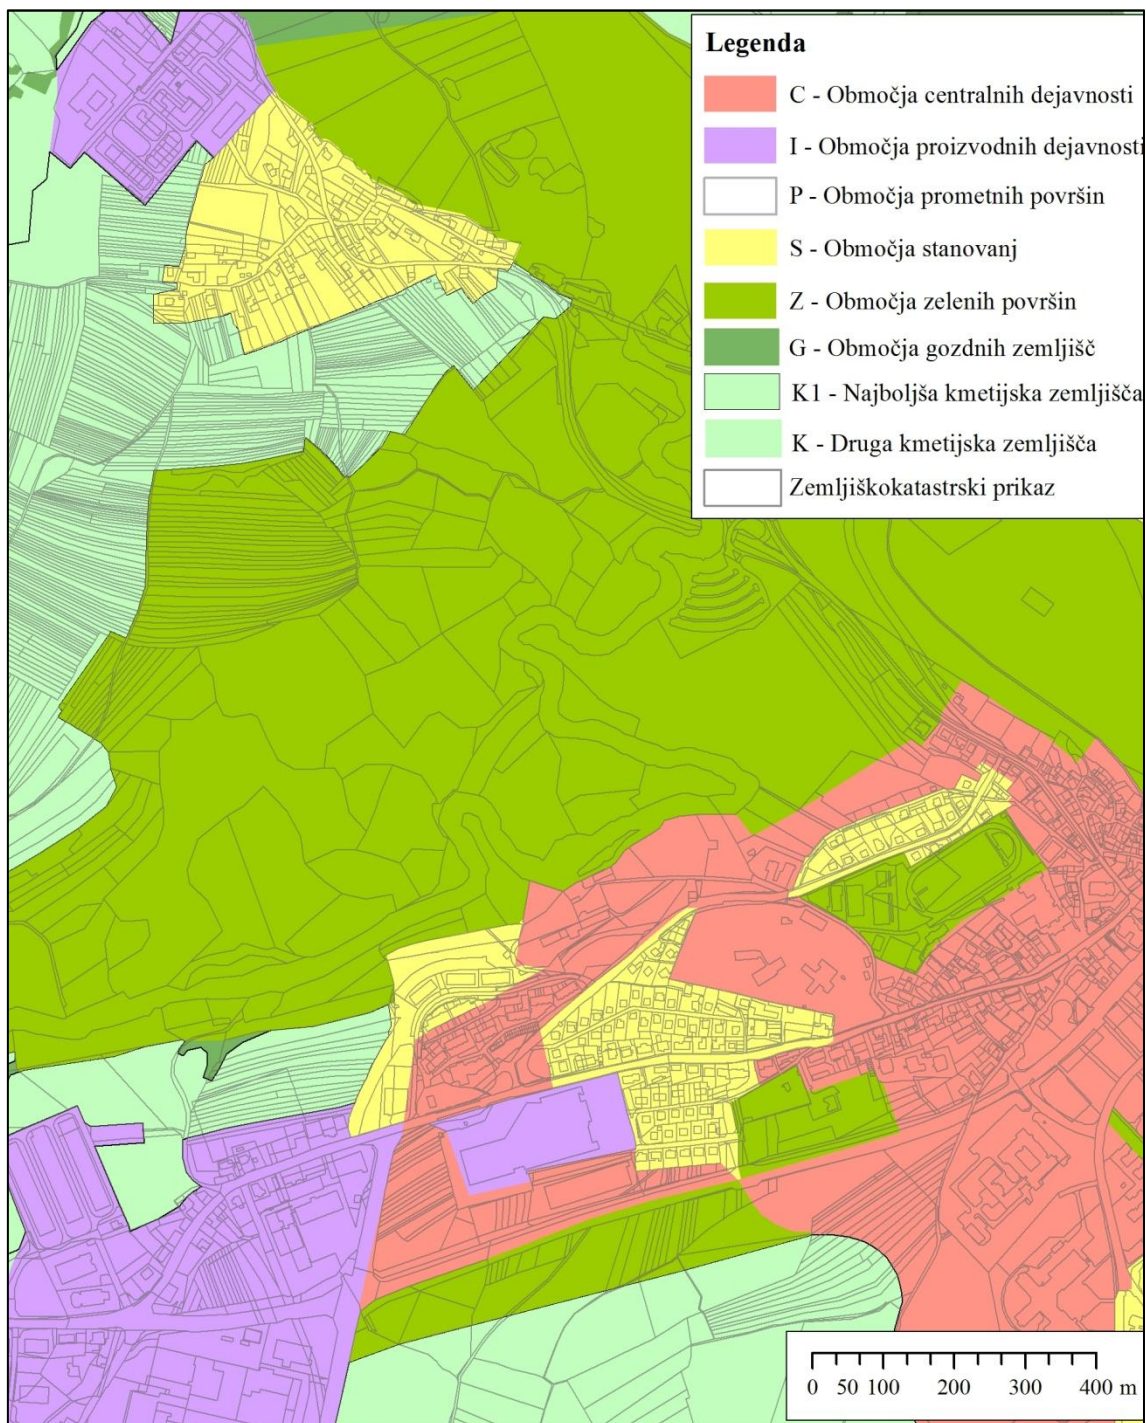 Legenda
C - Območja centralnih dejavnosti
I - Območja proizvodnih dejavnosti
P - Območja prometnih površin
S - Območja stanovanj
Z - Območja zelenih površin
G - Območja gozdnih zemljišč
K1 - Najboljša kmetijska zemljišča
K - Druga kmetijska zemljišča
Zemljiškokatastrski prikaz
0 50 100 200 300 400 m